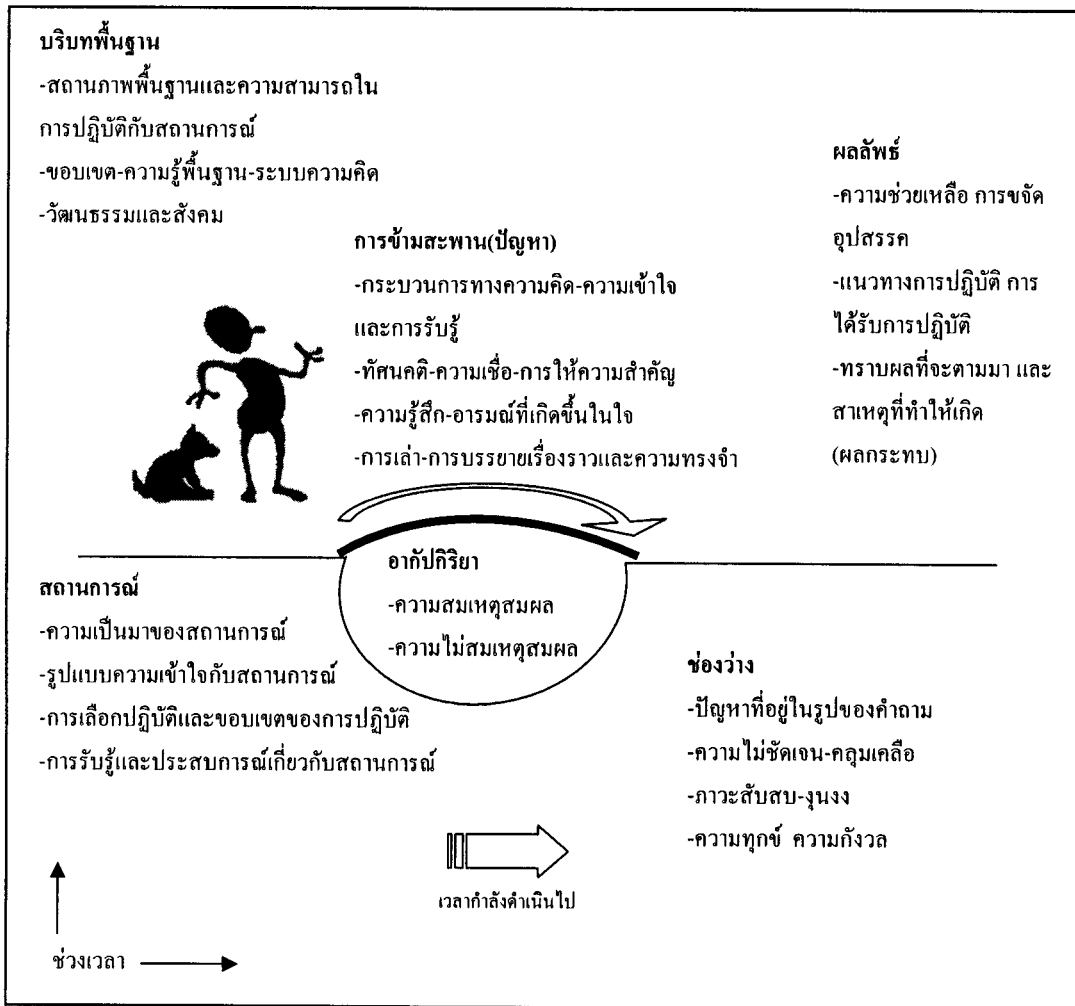 บริบทพื้นฐาน
-สถานภาพพื้นฐานและความสามารถใน
การปฏิบัติกับสถานการณ์
-ขอบเขต-ความรู้พื้นฐาน-ระบบความคิด
-วัฒนธรรมและสังคม
การข้ามสะพาน(ปัญหา)
-กระบวนการทางความคิด-ความเข้าใจ
และการรับรู้
-ทัศนคติ-ความเชื่อ-การให้ความสำคัญ
-ความรู้สึก-อารมณ์ที่เกิดขึ้นในใจ
-การเล่า-การบรรยายเรื่องราวและความทรงจำ
ผลลัพธ์
-ความช่วยเหลือ การขจัด
อุปสรรค
-แนวทางการปฏิบัติ การ
ได้รับการปฏิบัติ
-ทราบผลที่จะตามมา และ
สาเหตุที่ทำให้เกิด
(ผลกระทบ)
อากัปกิริยา
-ความสมเหตุสมผล
-ความไม่สมเหตุสมผล
สถานการณ์
-ความเป็นมาของสถานการณ์
-รูปแบบความเข้าใจกับสถานการณ์
-การเลือกปฏิบัติและขอบเขตของการปฏิบัติ
-การรับรู้และประสบการณ์เกี่ยวกับสถานการณ์
ช่องว่าง
-ปัญหาที่อยู่ในรูปของคำถาม
-ความไม่ชัดเจน-คลุมเคลือ
-ภาวะสับสบ-งุนงง
-ความทุกข์ ความกังวล
เวลากำลังดำเนินไป
ช่วงเวลา